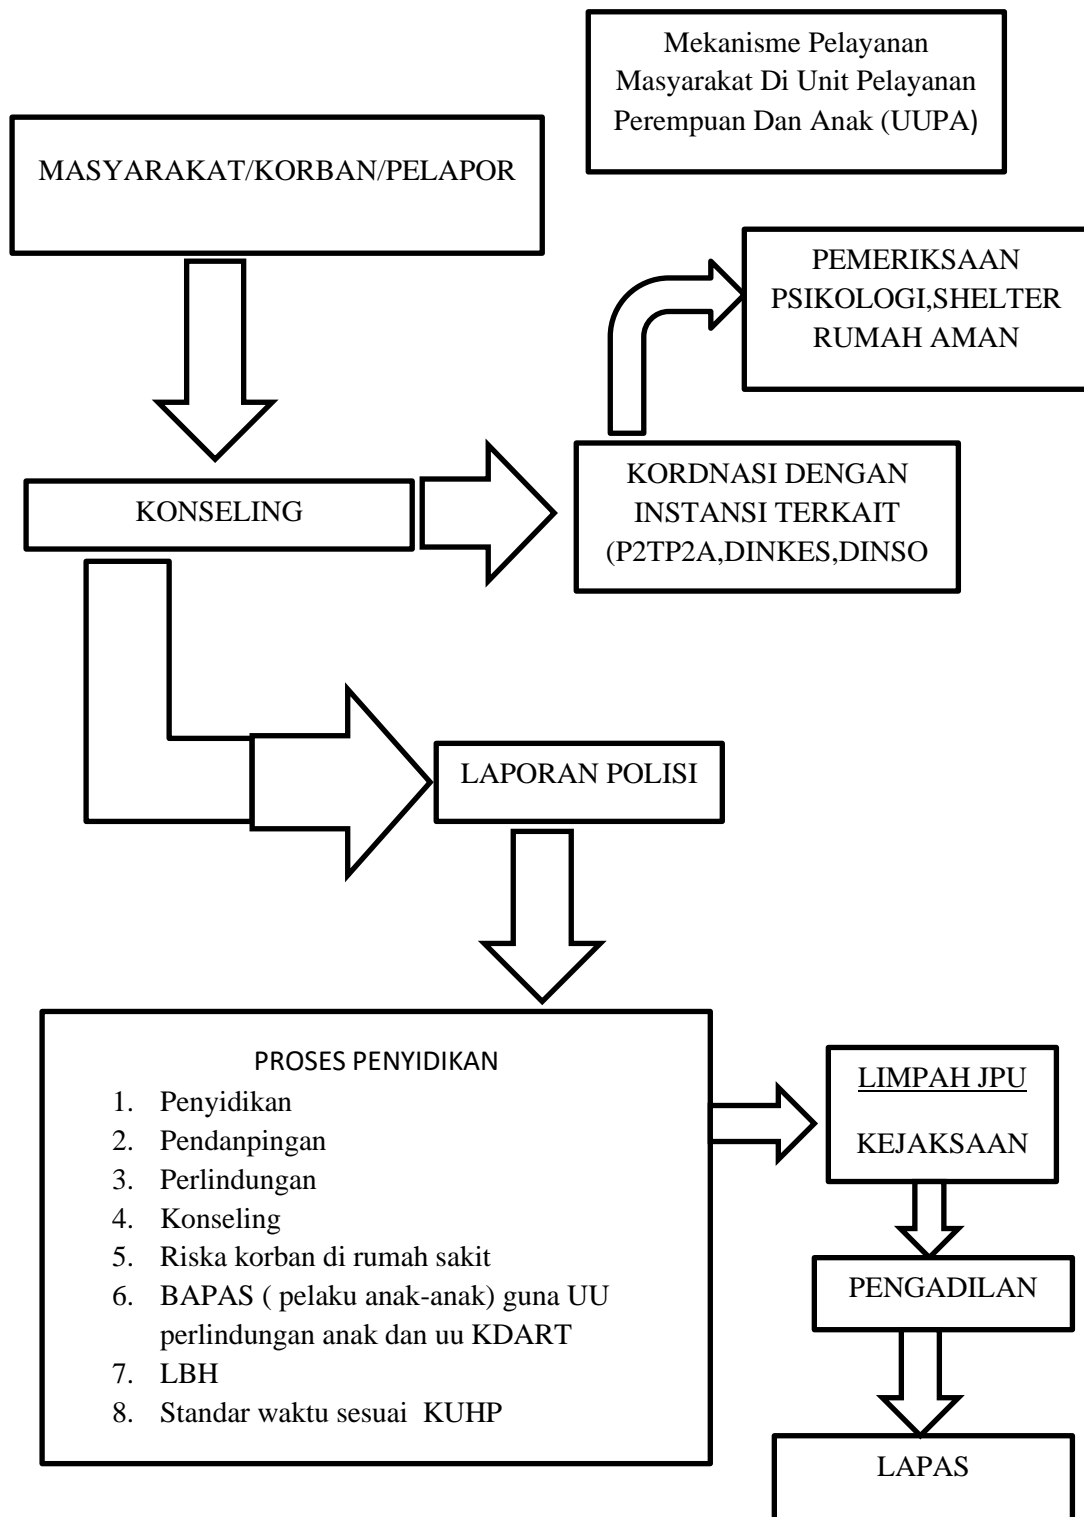 Mekanisme Pelayanan
Masyarakat Di Unit Pelayanan
Perempuan Dan Anak (UUPA)
MASYARAKAT/KORBAN/PELAPOR
PEMERIKSAAN
PSIKOLOGI,SHELTER
RUMAH AMAN
KONSELING
KORDNASI DENGAN
INSTANSI TERKAIT
(P2TP2A,DINKES,DINSO
LAPORAN POLISI
PROSES PENYIDIKAN
1. Penyidikan
2. Pendanpingan
3. Perlindungan
4. Konseling
5. Riska korban di rumah sakit
6. BAPAS ( pelaku anak-anak) guna UU
perlindungan anak dan uu KDART
7. LBH
8. Standar waktu sesuai KUHP
LIMPAH JPU
KEJAKSAAN
PENGADILAN
LAPAS